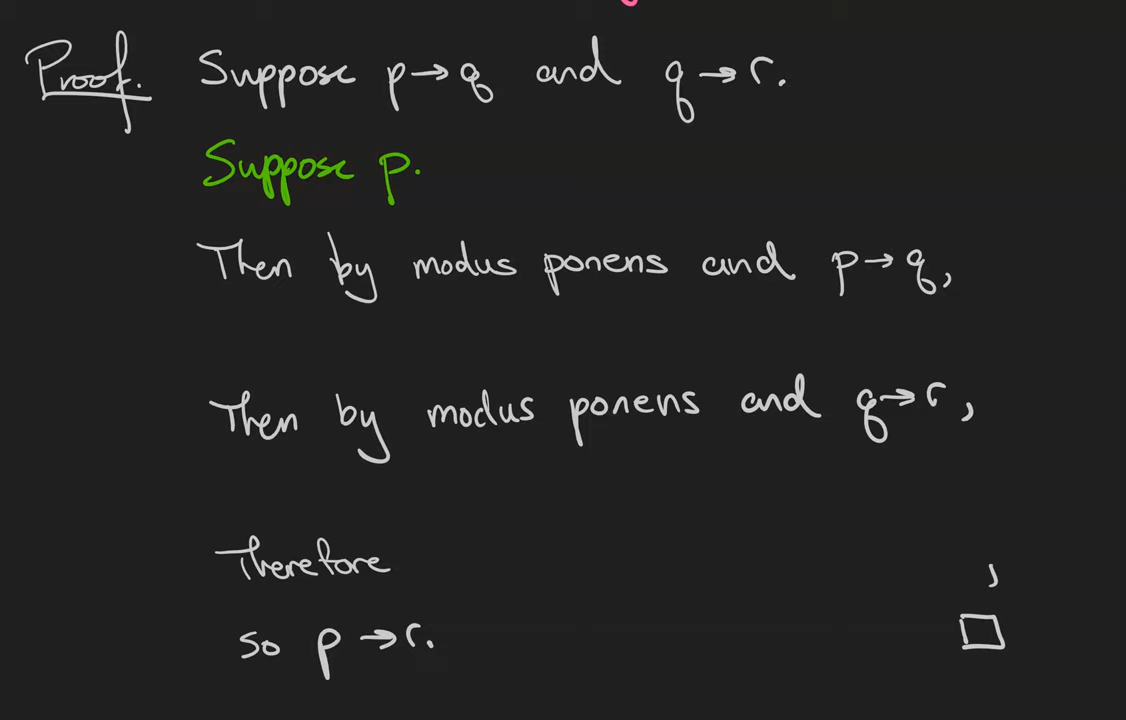 Proof. Suppose p→q and q→r.
Suppose p.
Then by modus ponens and p→q,
Then by modus ponens and q→r,
Therefore ,
so p→r. □